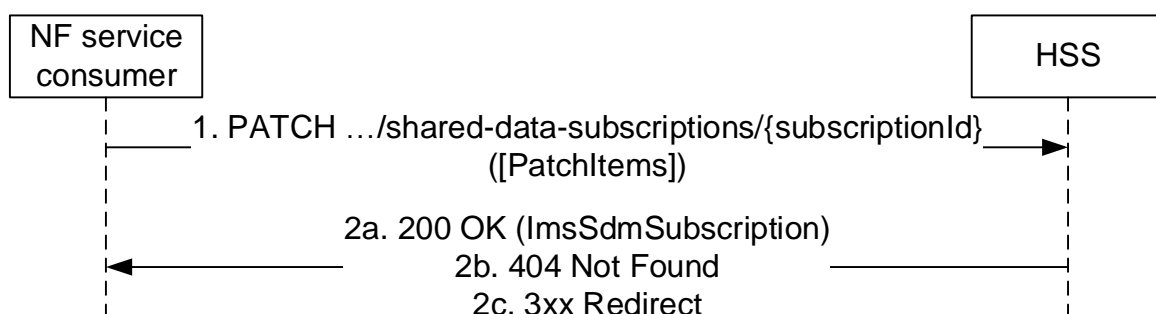 NF service
consumer
HSS
1. PATCH …/shared-data-subscriptions/{subscriptionId}
([PatchItems])
2a. 200 OK (ImsSdmSubscription)
2b. 404 Not Found
2c. 3xx Redirect